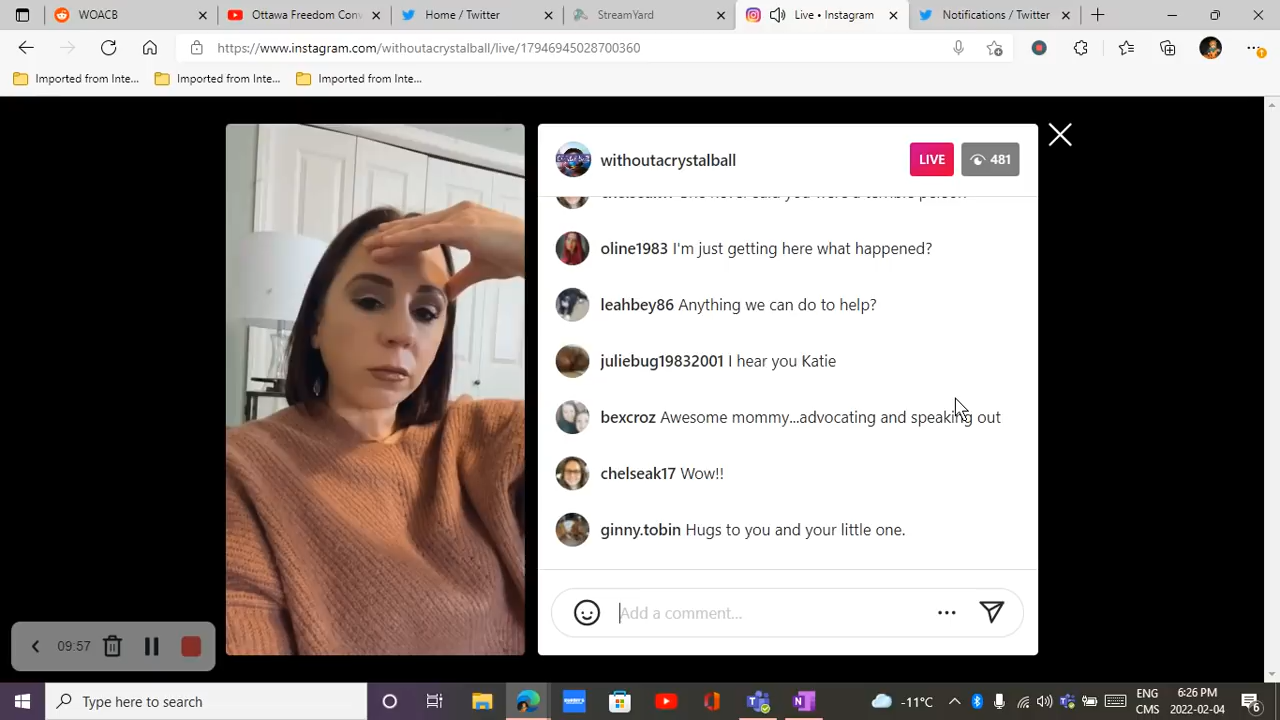 WOACB
Ottawa Freedom Con
Home / Twitter
StreamYard
Live • Instagram
Notifications / Twitter
https://www.instagram.com/withoutacrystalball/live/17946945028700360
Imported from Inte...
Imported from Inte...
Imported from Inte...
withoutacrystalball
LIVE
481
oline1983 I'm just getting here what happened?
leahbey86 Anything we can do to help?
juliebug19832001 I hear you Katie
bexcroz Awesome mommy...advocating and speaking out
chelseak17 Wow!!
ginny.tobin Hugs to you and your little one.
Add a comment...
09:57
Type here to search
-11°C
ENG
CMS
6:26 PM
2022-02-04
6